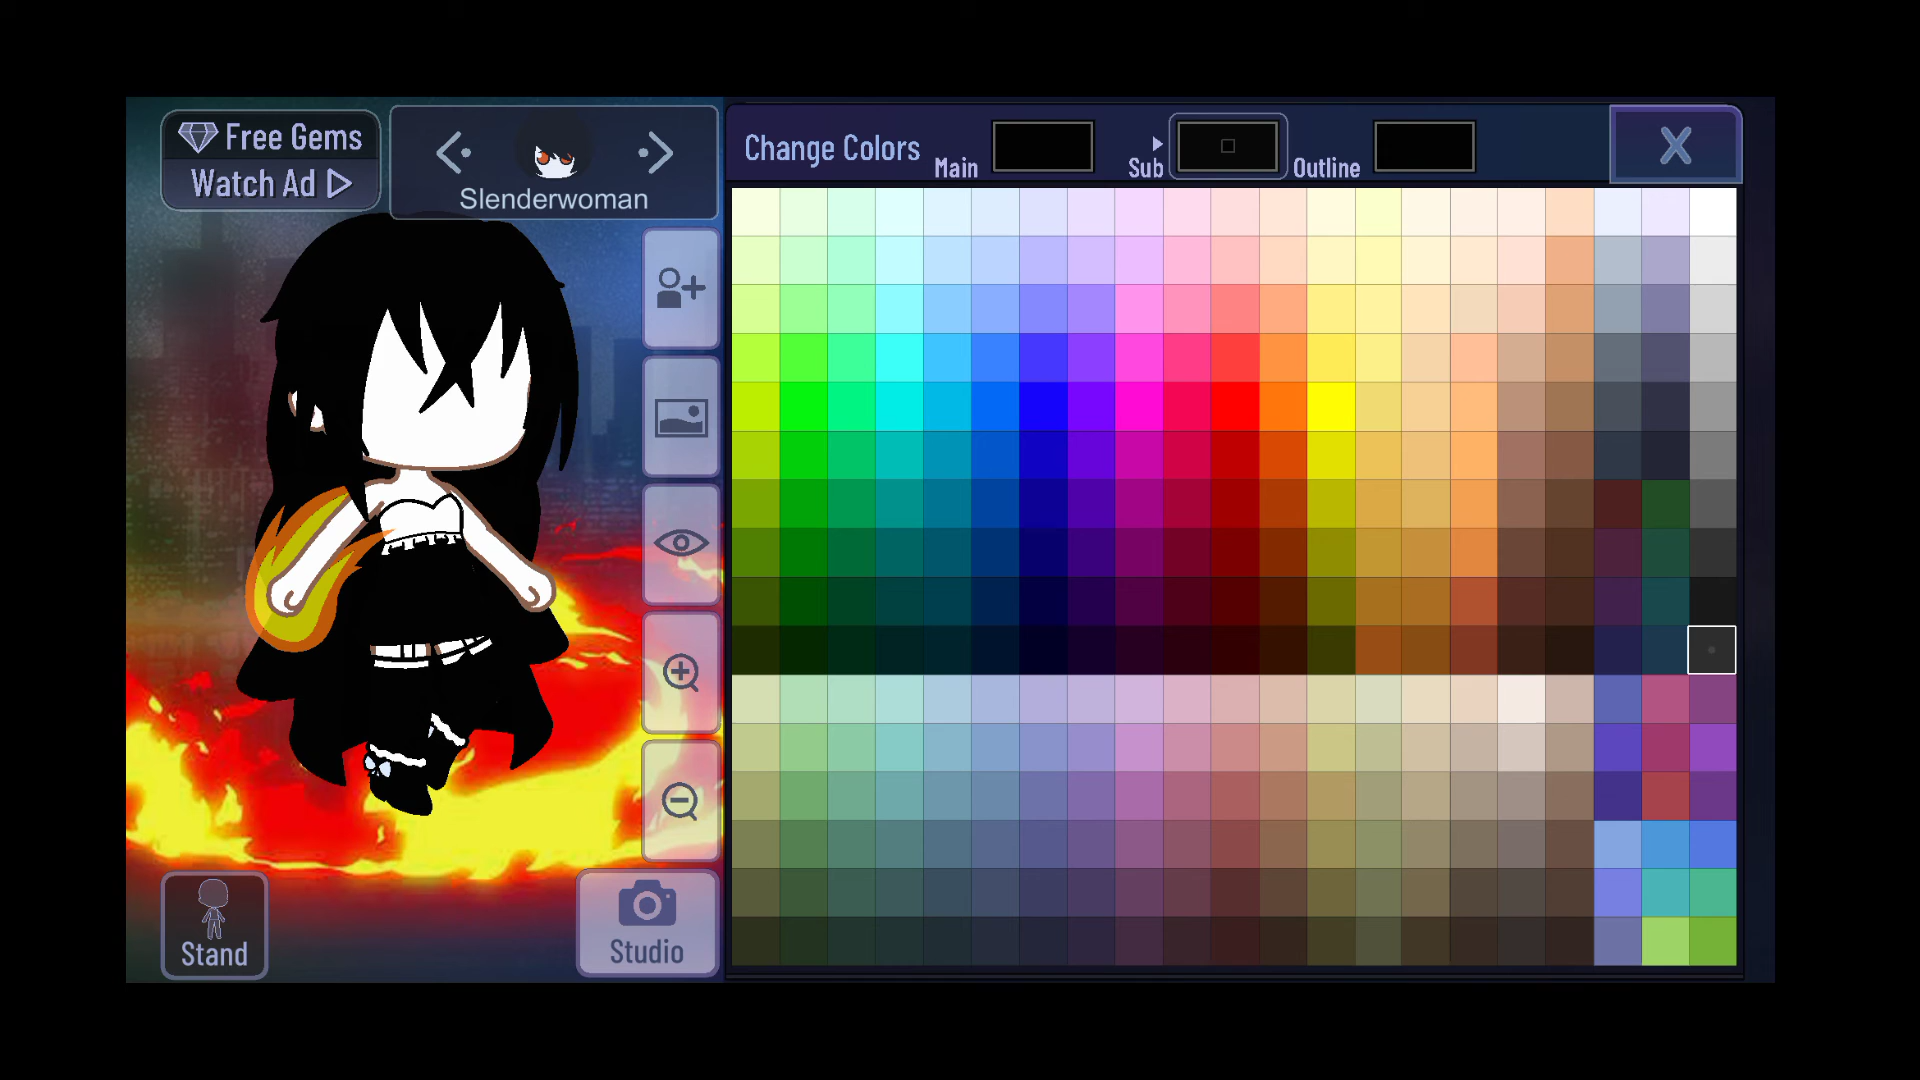 Free Gems
Watch Ad
Slenderwoman
Change Colors
Main
Sub
Outline
X
Stand
Studio